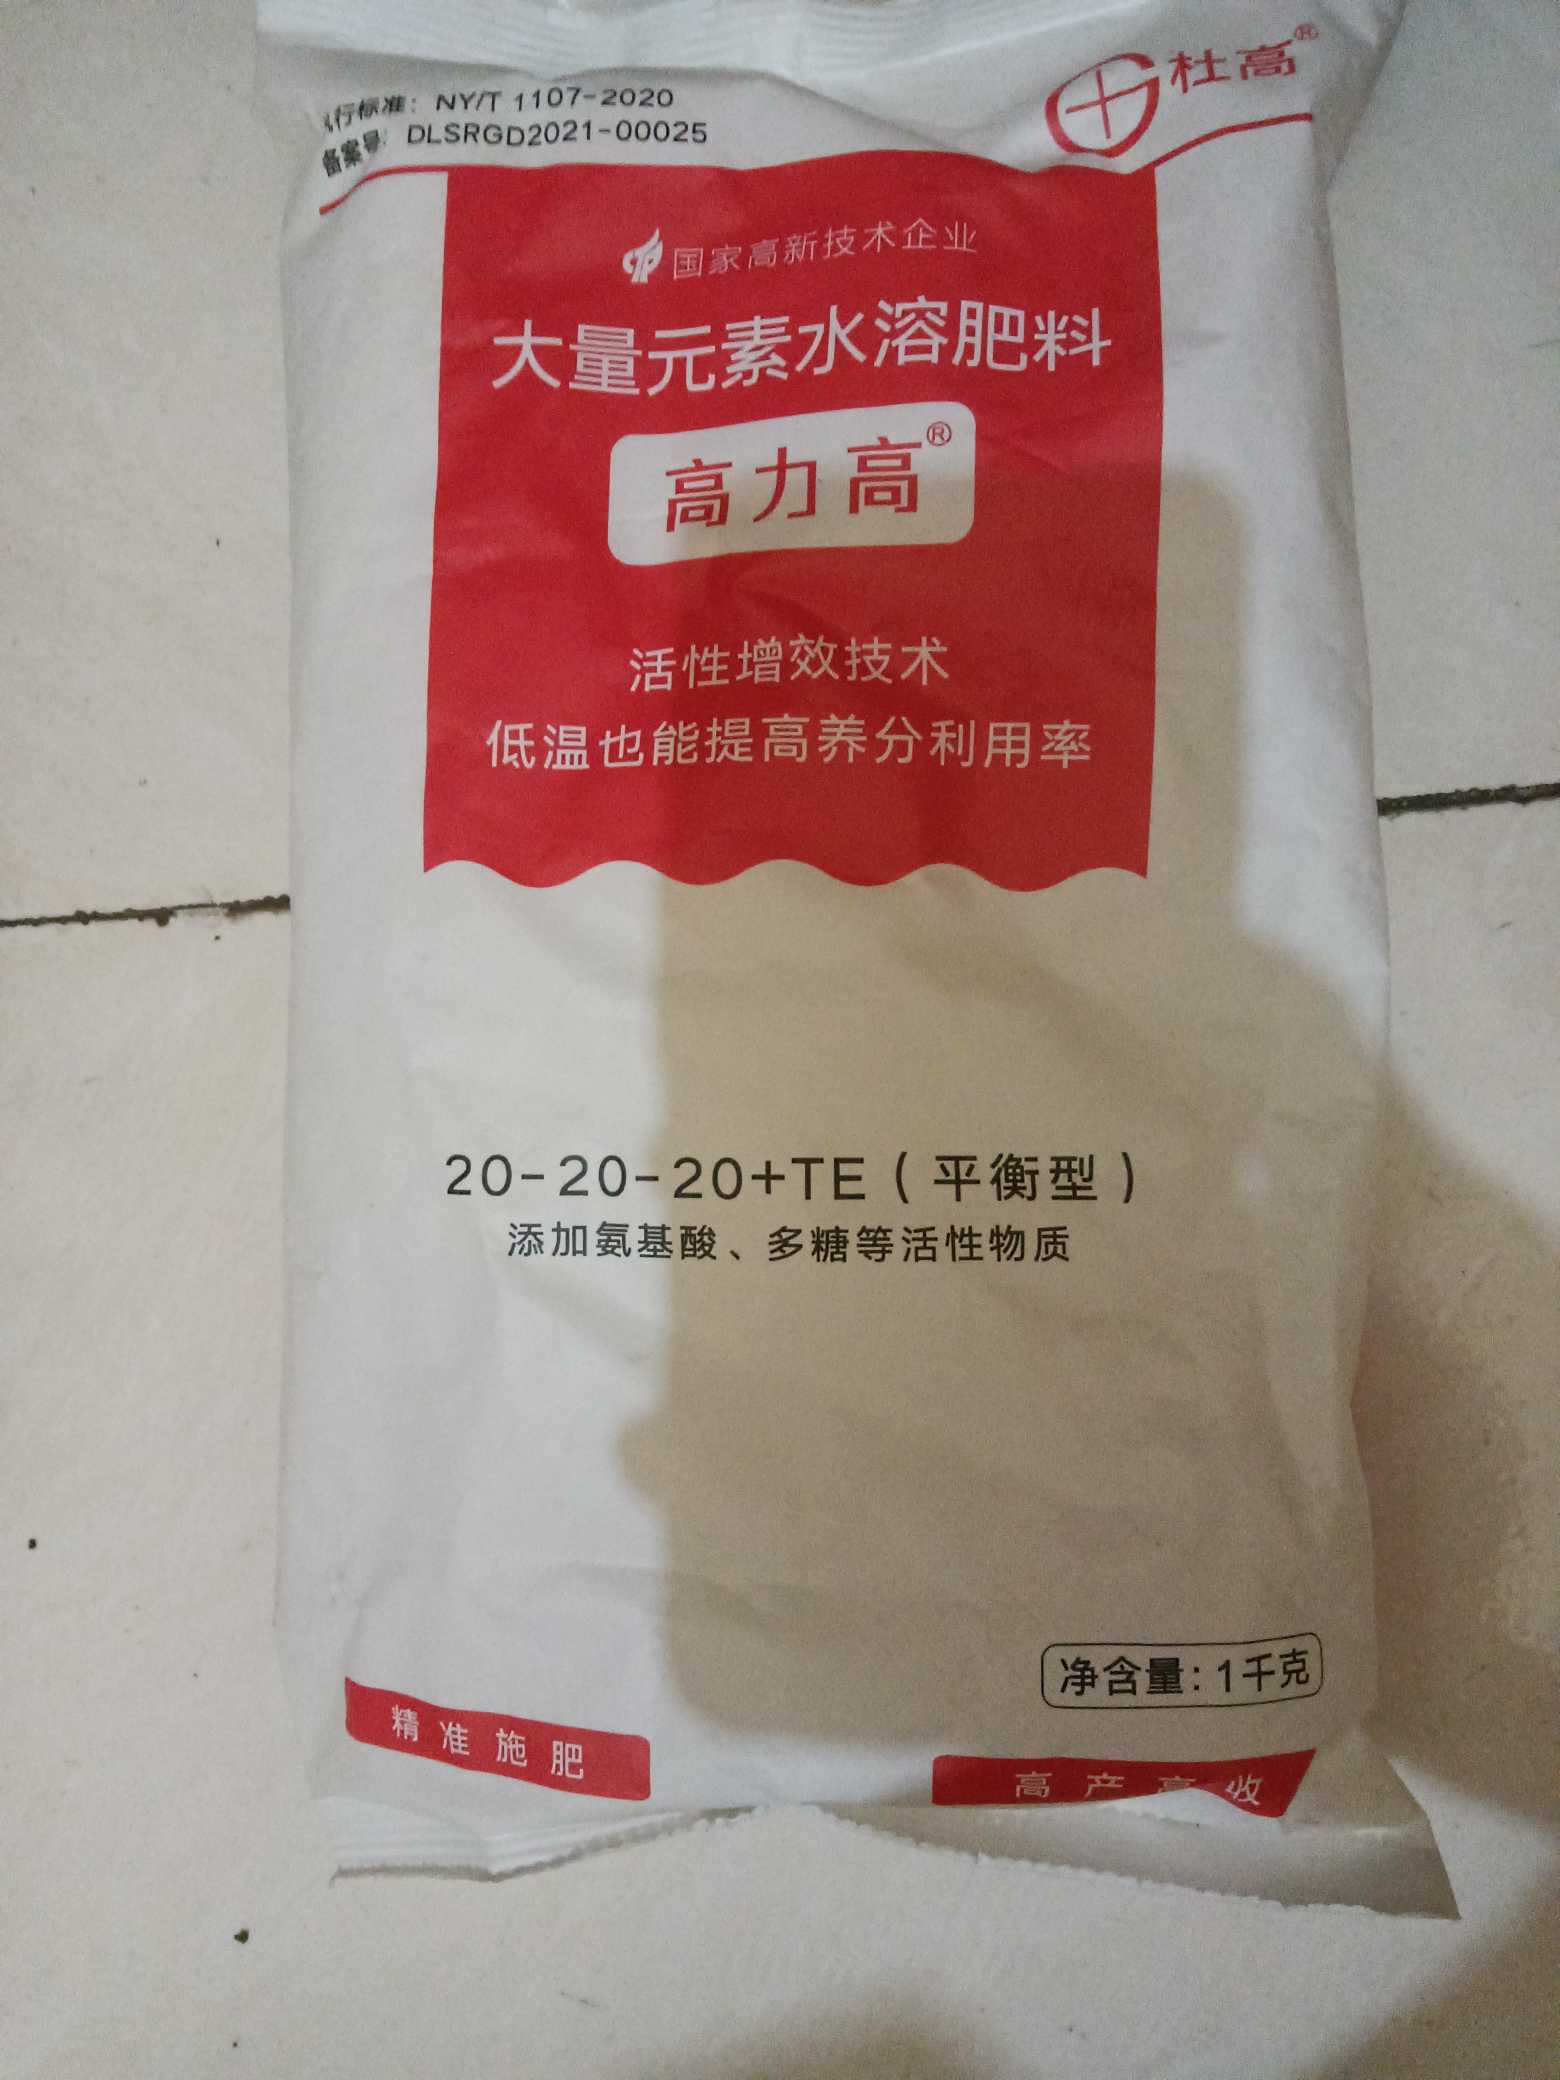 执行标准：NY/T 1107-2020
备案号：DLSRGD2021-00025
杜高®
国家高新技术企业
大量元素水溶肥料
高力高®
活性增效技术
低温也能提高养分利用率
20-20-20+TE（平衡型）
添加氨基酸、多糖等活性物质
净含量：1千克
精准施肥
高产高收